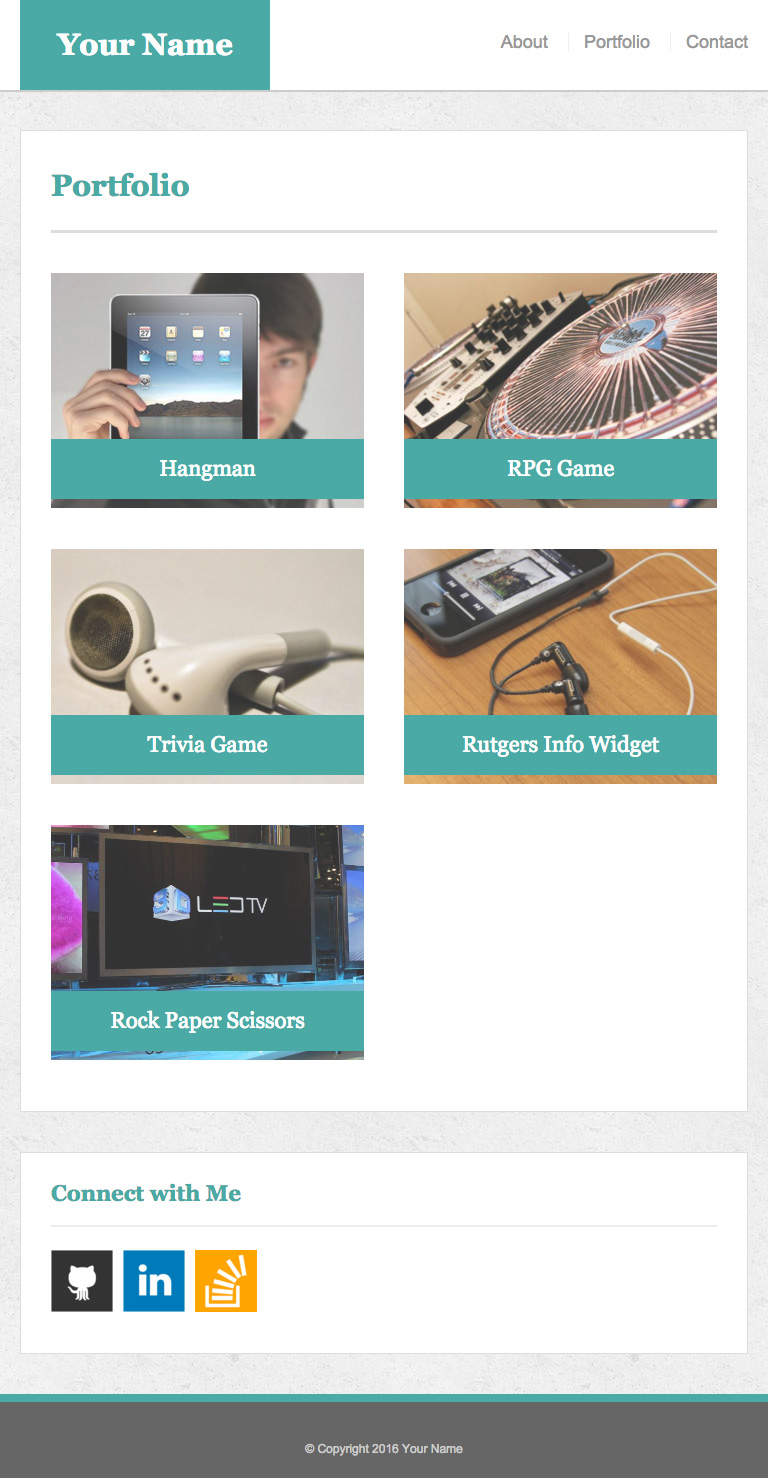 Your Name
About
Portfolio
Contact
Portfolio
Hangman
RPG Game
Trivia Game
Rutgers Info Widget
LED TV
Rock Paper Scissors
Connect with Me
in
© Copyright 2016 Your Name